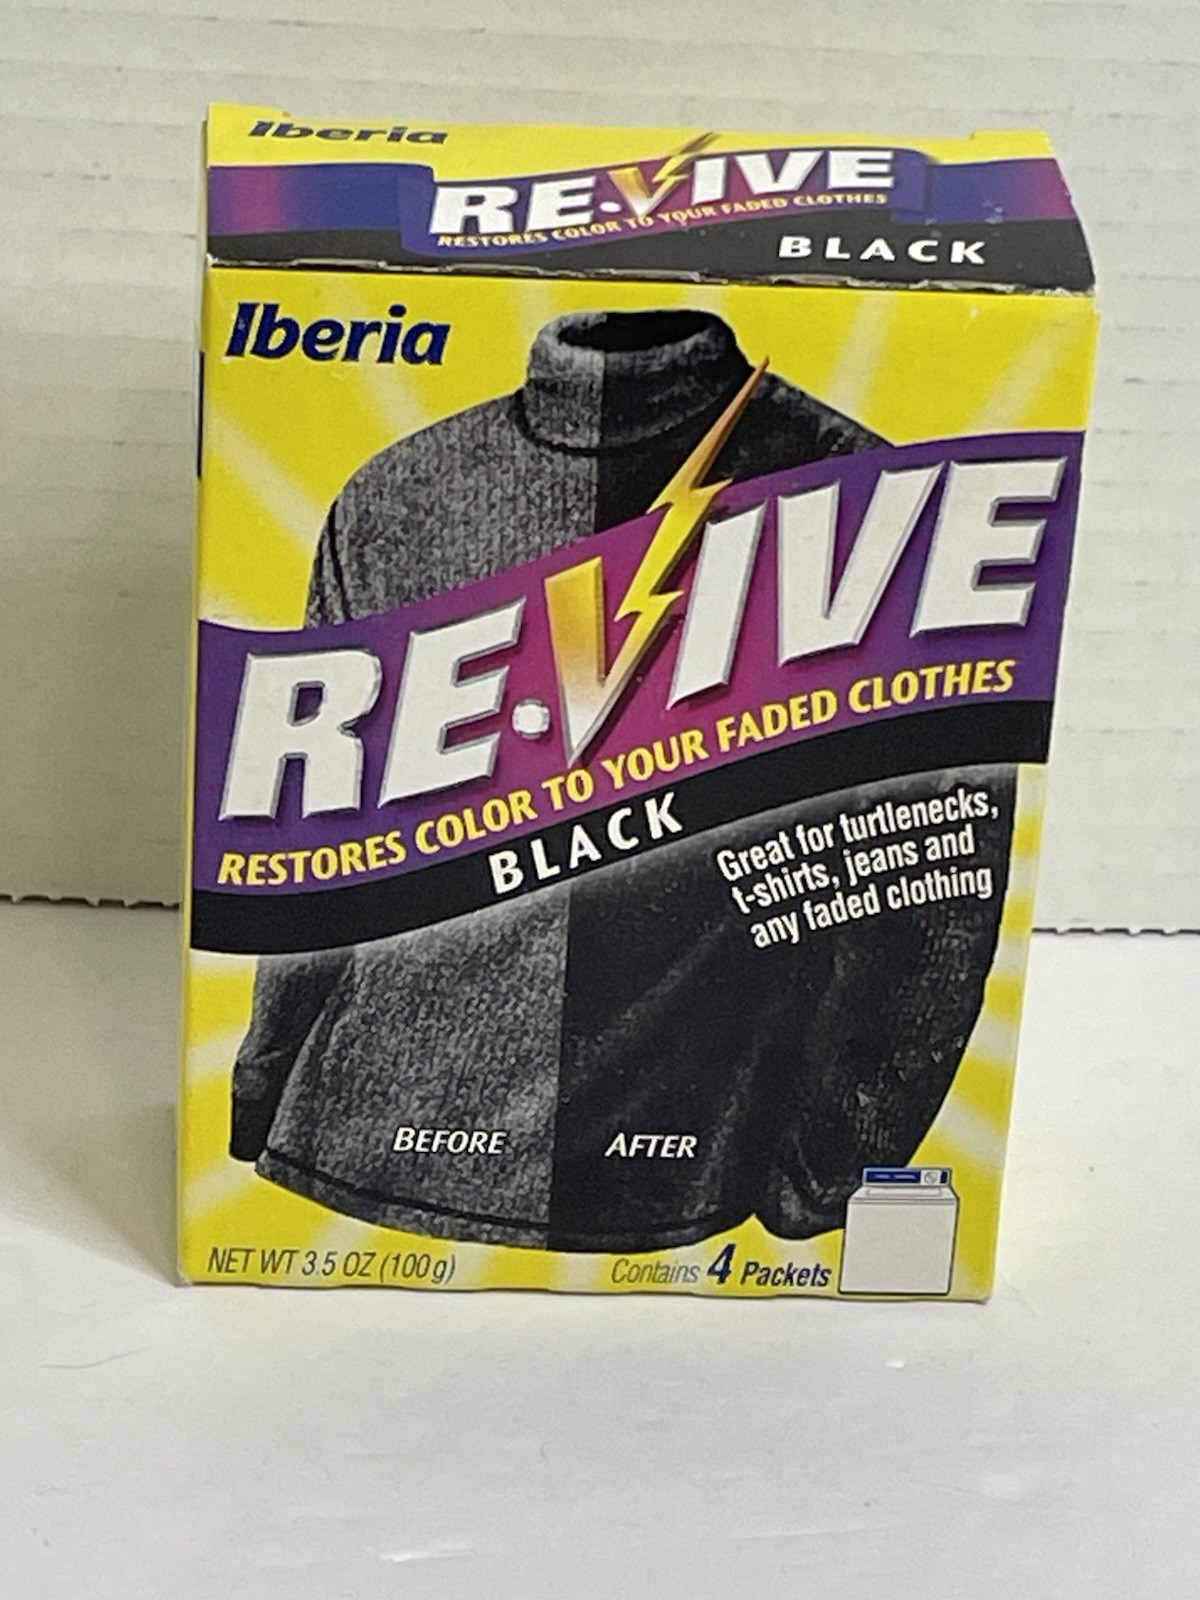 Iberia
RE·VIVE
RESTORES COLOR TO YOUR FADED CLOTHES
BLACK
Iberia
RE·VIVE
RESTORES COLOR TO YOUR FADED CLOTHES
BLACK
Great for turtlenecks,
t-shirts, jeans and
any faded clothing
BEFORE AFTER
NET WT 3.5 OZ (100 g) Contains 4 Packets